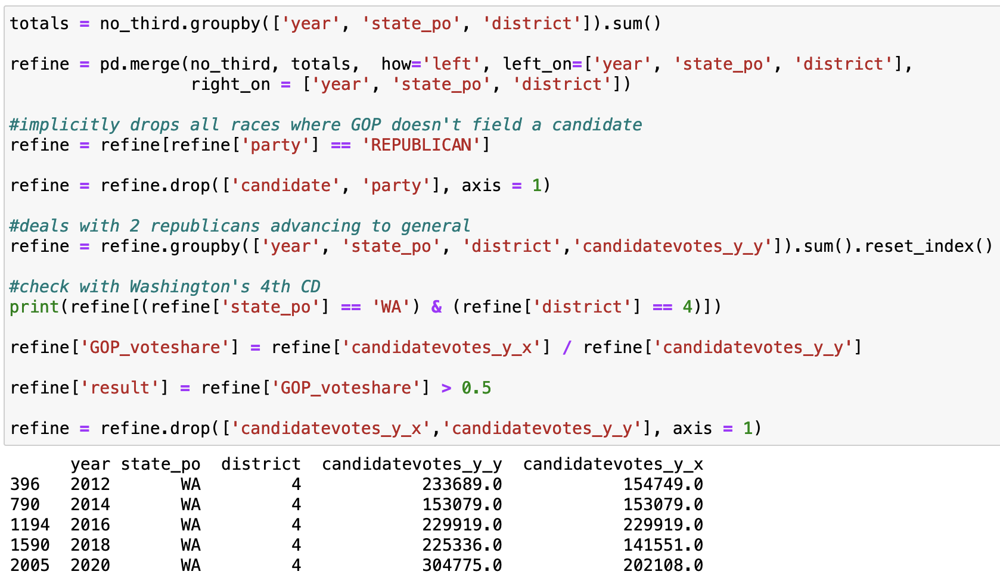 totals = no_third.groupby(['year', 'state_po', 'district']).sum()
refine = pd.merge(no_third, totals,  how='left', left_on=['year', 'state_po', 'district'],
                  right_on = ['year', 'state_po', 'district'])
#implicitly drops all races where GOP doesn't field a candidate
refine = refine[refine['party'] == 'REPUBLICAN']
refine = refine.drop(['candidate', 'party'], axis = 1)
#deals with 2 republicans advancing to general
refine = refine.groupby(['year', 'state_po', 'district','candidatevotes_y_y']).sum().reset_index()
#check with Washington's 4th CD
print(refine[(refine['state_po'] == 'WA') & (refine['district'] == 4)])
refine['GOP_voteshare'] = refine['candidatevotes_y_x'] / refine['candidatevotes_y_y']
refine['result'] = refine['GOP_voteshare'] > 0.5
refine = refine.drop(['candidatevotes_y_x','candidatevotes_y_y'], axis = 1)
      year state_po  district  candidatevotes_y_y  candidatevotes_y_x
396   2012       WA         4            233689.0            154749.0
790   2014       WA         4            153079.0            153079.0
1194  2016       WA         4            229919.0            229919.0
1590  2018       WA         4            225336.0            141551.0
2005  2020       WA         4            304775.0            202108.0